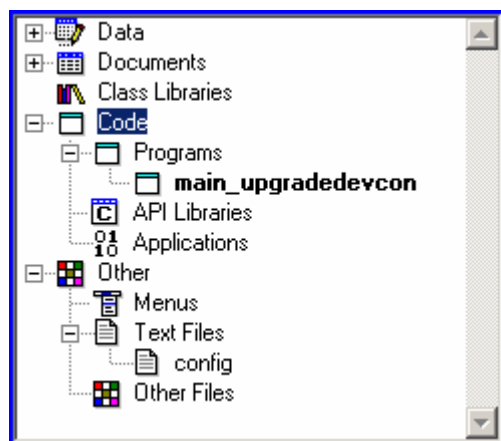 Data
Documents
Class Libraries
Code
Programs
main_upgradedevcon
API Libraries
Applications
Other
Menus
Text Files
config
Other Files